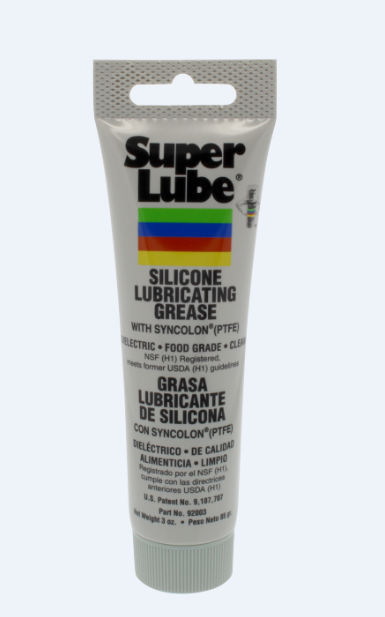 Super
Lube®
SILICONE
LUBRICATING
GREASE
WITH SYNCOLON®(PTFE)
ELECTRIC • FOOD GRADE • CLEA
NSF (H1) Registered,
meets former USDA (H1) guidelines
GRASA
LUBRICANTE
DE SILICONA
CON SYNCOLON®(PTFE)
DIELÉCTRICO • DE CALIDAD
ALIMENTICIA • LIMPIO
Registrado por el NSF (H1),
cumple con las directrices
anteriores USDA (H1)
U.S. Patent No. 6,187,707
Part No. 92003
Net Weight 3 oz. • Peso Neto 85 gr.